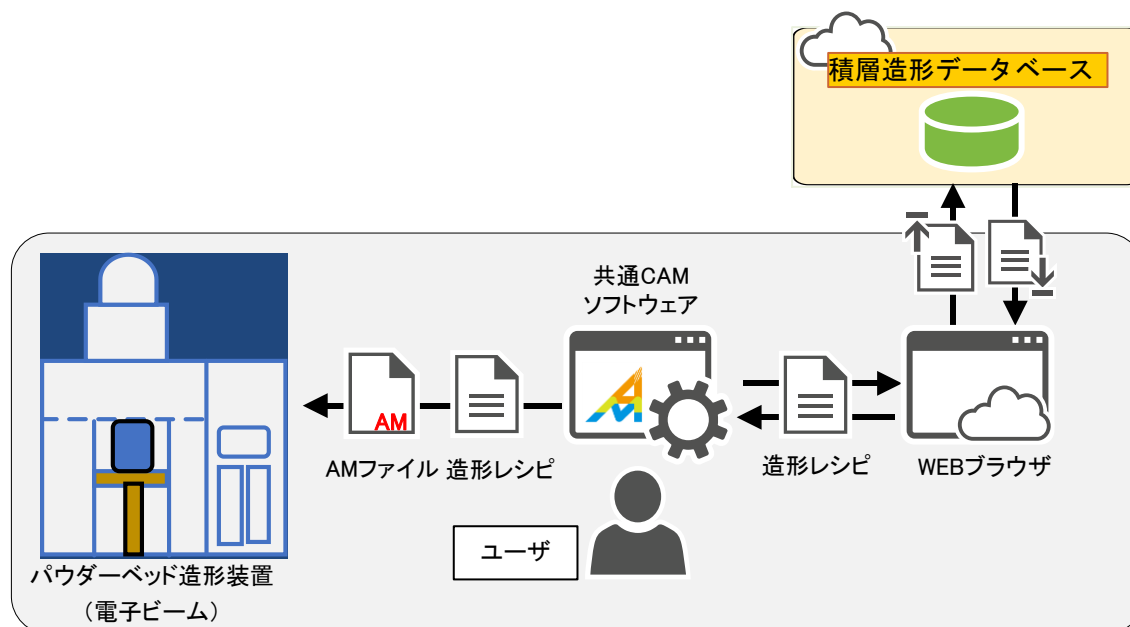 積層造形データベース
共通CAM
ソフトウェア
AM
AMファイル
造形レシピ
造形レシピ
WEBブラウザ
ユーザ
パウダーベッド造形装置
（電子ビーム）